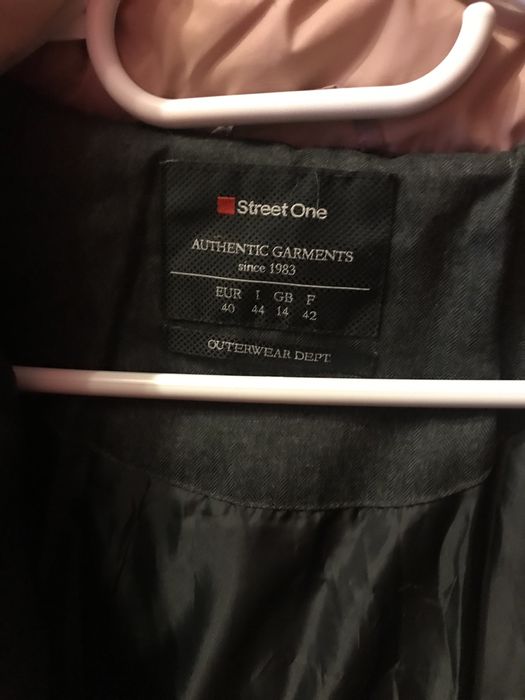 Street One
AUTHENTIC GARMENTS
since 1983
EUR I GB F
40 44 14 42
OUTERWEAR DEPT.